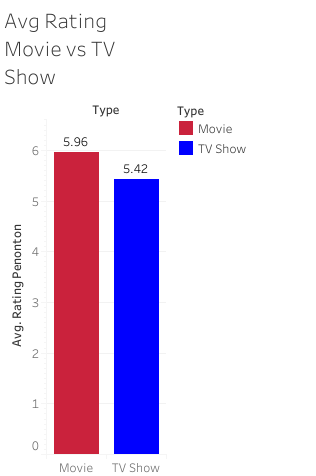 Avg Rating
Movie vs TV
Show
Type
Type
Movie
TV Show
5.96
5.42
6
5
4
3
2
1
0
Avg. Rating Penonton
Movie
TV Show